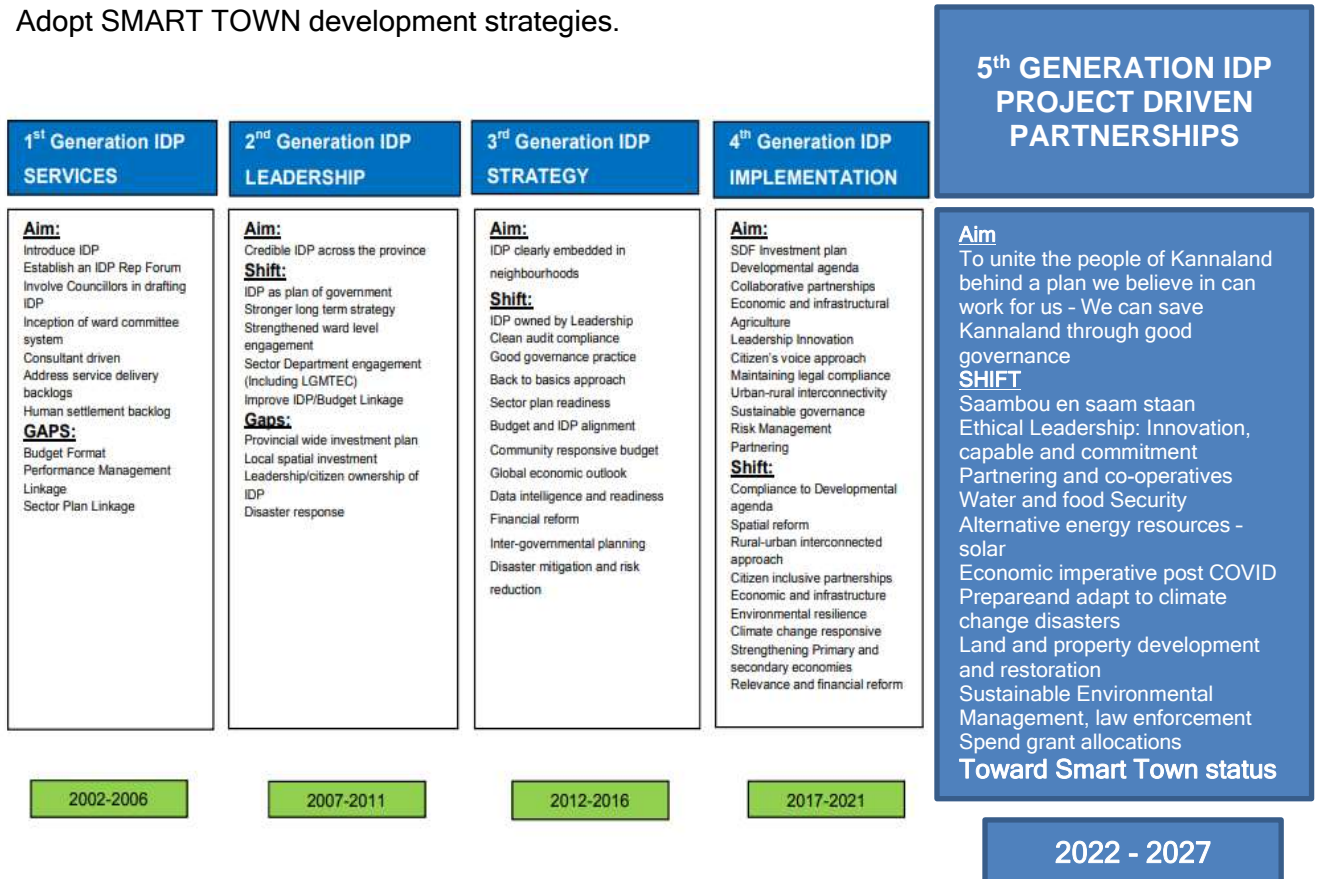 Adopt SMART TOWN development strategies.
1st Generation IDP
SERVICES
Aim:
Introduce IDP
Establish an IDP Rep Forum
Involve Councillors in drafting
IDP
Inception of ward committee
system
Consultant driven
Address service delivery
backlogs
Human settlement backlog
GAPS:
Budget Format
Performance Management
Linkage
Sector Plan Linkage
2002-2006
2nd Generation IDP
LEADERSHIP
Aim:
Credible IDP across the province
Shift:
IDP as plan of government
Stronger long term strategy
Strengthened ward level
engagement
Sector Department engagement
(Including LGMTEC)
Improve IDP/Budget Linkage
Gaps:
Provincial wide investment plan
Local spatial investment
Leadership/citizen ownership of
IDP
Disaster response
2007-2011
3rd Generation IDP
STRATEGY
Aim:
IDP clearly embedded in
neighbourhoods
Shift:
IDP owned by Leadership
Clean audit compliance
Good governance practice
Back to basics approach
Sector plan readiness
Budget and IDP alignment
Community responsive budget
Global economic outlook
Data intelligence and readiness
Financial reform
Inter-governmental planning
Disaster mitigation and risk
reduction
2012-2016
4th Generation IDP
IMPLEMENTATION
Aim:
SDF Investment plan
Developmental agenda
Collaborative partnerships
Economic and infrastructural
Agriculture
Leadership Innovation
Citizen's voice approach
Maintaining legal compliance
Urban-rural interconnectivity
Sustainable governance
Risk Management
Partnering
Shift:
Compliance to Developmental
agenda
Spatial reform
Rural-urban interconnected
approach
Citizen inclusive partnerships
Economic and infrastructure
Environmental resilience
Climate change responsive
Strengthening Primary and
secondary economies
Relevance and financial reform
2017-2021
5th GENERATION IDP
PROJECT DRIVEN
PARTNERSHIPS
Aim
To unite the people of Kannaland
behind a plan we believe in can
work for us - We can save
Kannaland through good
governance
SHIFT
Saambou en saam staan
Ethical Leadership: Innovation,
capable and commitment
Partnering and co-operatives
Water and food Security
Alternative energy resources -
solar
Economic imperative post COVID
Prepareand adapt to climate
change disasters
Land and property development
and restoration
Sustainable Environmental
Management, law enforcement
Spend grant allocations
Toward Smart Town status
2022 - 2027